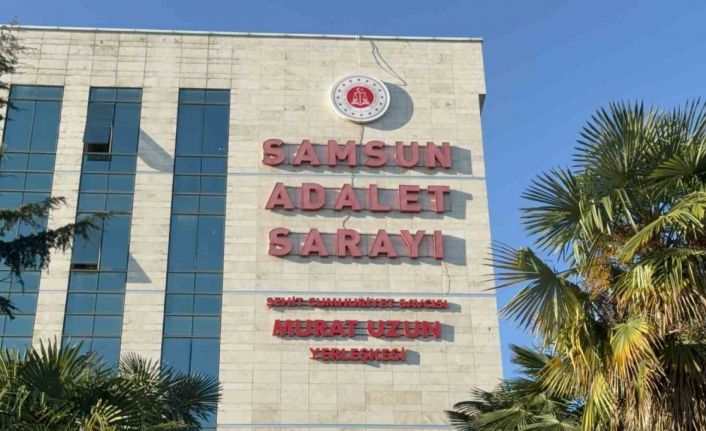 SAMSUN
ADALET
SARAYI
ŞEHİT CUMHURİYET SAVCISI
MURAT UZUN
YERLEŞKESİ